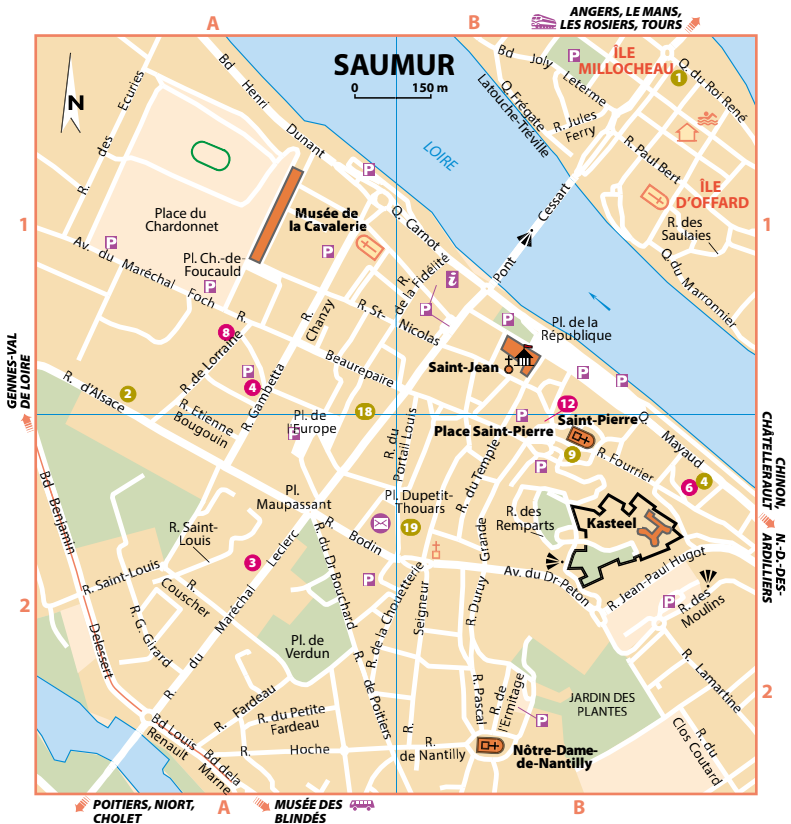 ANGERS, LE MANS,
LES ROSIERS, TOURS
A
B
SAUMUR
0 150 m
N
Bd Henri Dunant
R. des Ecuries
Bd Joly Leterme
ÎLE
MILLOCHEAU
1
Q. du Roi René
Q. Frégate
Latouche-Tréville
R. Jules
Ferry
R. Paul Bert
LOIRE
ÎLE
D'OFFARD
R. des
Saulaies
Q. du Marronnier
Pont Cessart
P
1
1
Place du
Chardonnet
Musée de
la Cavalerie
Q. Carnot
P
P
Pl. Ch.-de-
Foucauld
P
Av. du Maréchal Foch
R.
de la Fidélité
i
P
R. St-
Nicolas
R.
Chanzy
R.
Beaurepaire
P
Pl. de la
République
Saint-Jean
P
P
8
R. de Lorraine
P
4
R. Gambetta
GENNES-VAL
DE LOIRE
2
R. d'Alsace
R. Etienne
Bougouin
18
Pl. de
l'Europe
P
R. du
Portail Louis
P
12
Saint-Pierre
Place Saint-Pierre
Q. Mayaud
9
P
R. Fourrier
6
4
CHINON,
CHÂTELLERAULT
N.-D.-DES-
ARDILLIERS
R. du Temple
Pl. Dupetit-
Thouars
19
Pl.
Maupassant
R.
Bodin
R. des
Remparts
Kasteel
Grande
Bd Benjamin
Delessert
R. Saint-
Louis
R. Saint-Louis
R.
Couscher
3
R. du Maréchal Leclerc
R. du Dr Bouchard
P
R. de la Chouetterie
Seigneur
R.
R. Duruy
Av. du Dr-Peton
R. Jean-Paul Hugot
P
R. des
Moulins
2
2
R. G. Girard
Pl. de
Verdun
R.
de Poitiers
R. Pascal
R. de
l'Ermitage
P
JARDIN DES
PLANTES
R. Lamartine
R. du
Clos Coutard
R. Fardeau
R. du Petite
Fardeau
R. Hoche
R.
de Nantilly
Nôtre-Dame-
de-Nantilly
Bd Louis
Renault
Bd de la
Marne
POITIERS, NIORT,
CHOLET
A
MUSÉE DES
BLINDÉS
B